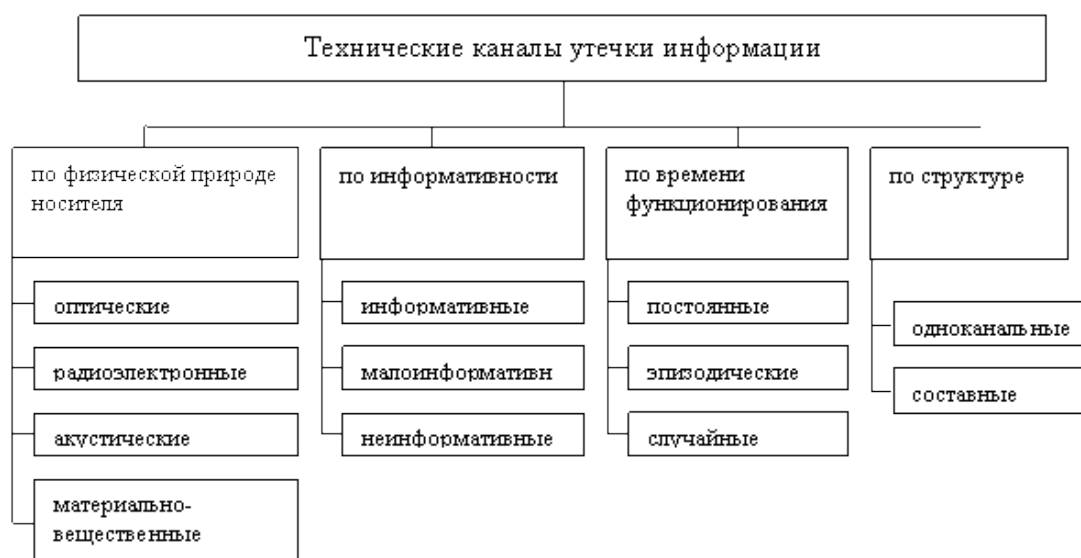 Технические каналы утечки информации
по физической природе
носителя
оптические
радиоэлектронные
акустические
материально-
вещественные
по информативности
информативные
малоинформативн
неинформативные
по времени
функционирования
постоянные
эпизодические
случайные
по структуре
одноканальные
составные